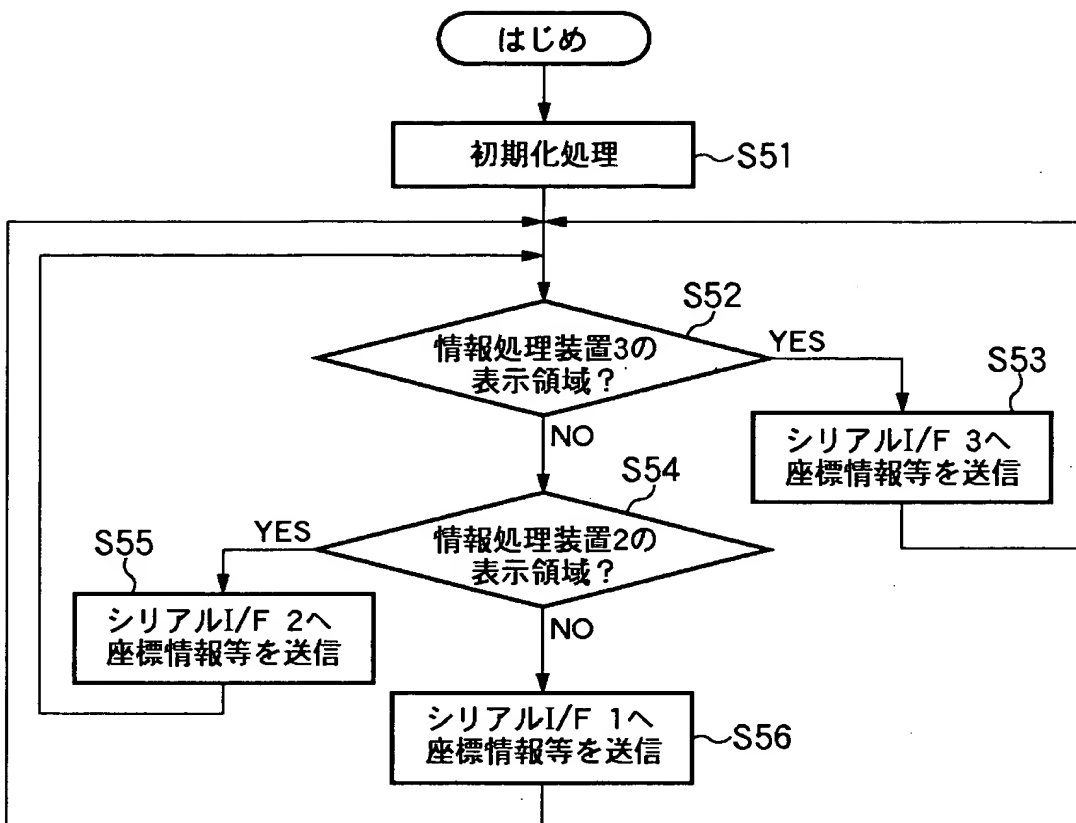 はじめ
初期化処理
S51
S52
情報処理装置3の
表示領域?
YES
S53
シリアルI/F 3へ
座標情報等を送信
NO
S54
情報処理装置2の
表示領域?
YES
S55
シリアルI/F 2へ
座標情報等を送信
NO
シリアルI/F 1へ
座標情報等を送信
S56